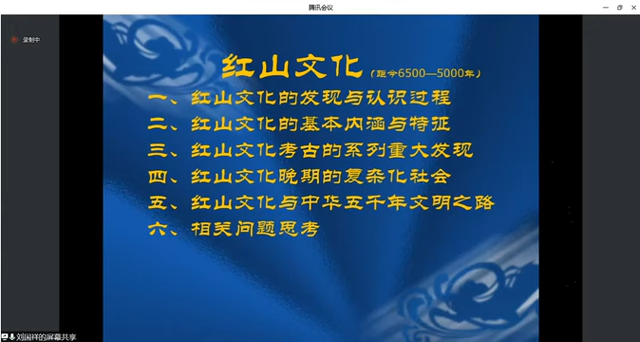 腾讯会议
录制中
红山文化（距今6500—5000年）
一、红山文化的发现与认识过程
二、红山文化的基本内涵与特征
三、红山文化考古的系列重大发现
四、红山文化晚期的复杂化社会
五、红山文化与中华五千年文明之路
六、相关问题思考
刘国祥的屏幕共享